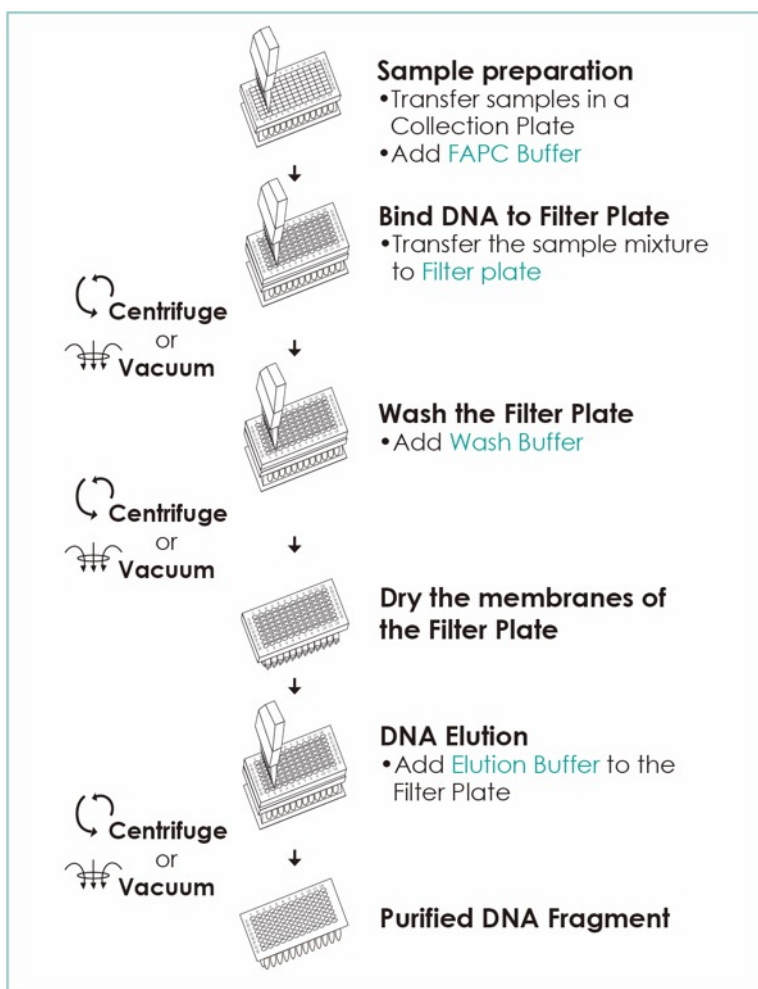 Sample preparation
•Transfer samples in a
Collection Plate
•Add FAPC Buffer
Bind DNA to Filter Plate
•Transfer the sample mixture
to Filter plate
Centrifuge
or
Vacuum
Wash the Filter Plate
•Add Wash Buffer
Centrifuge
or
Vacuum
Dry the membranes of
the Filter Plate
DNA Elution
•Add Elution Buffer to the
Filter Plate
Centrifuge
or
Vacuum
Purified DNA Fragment